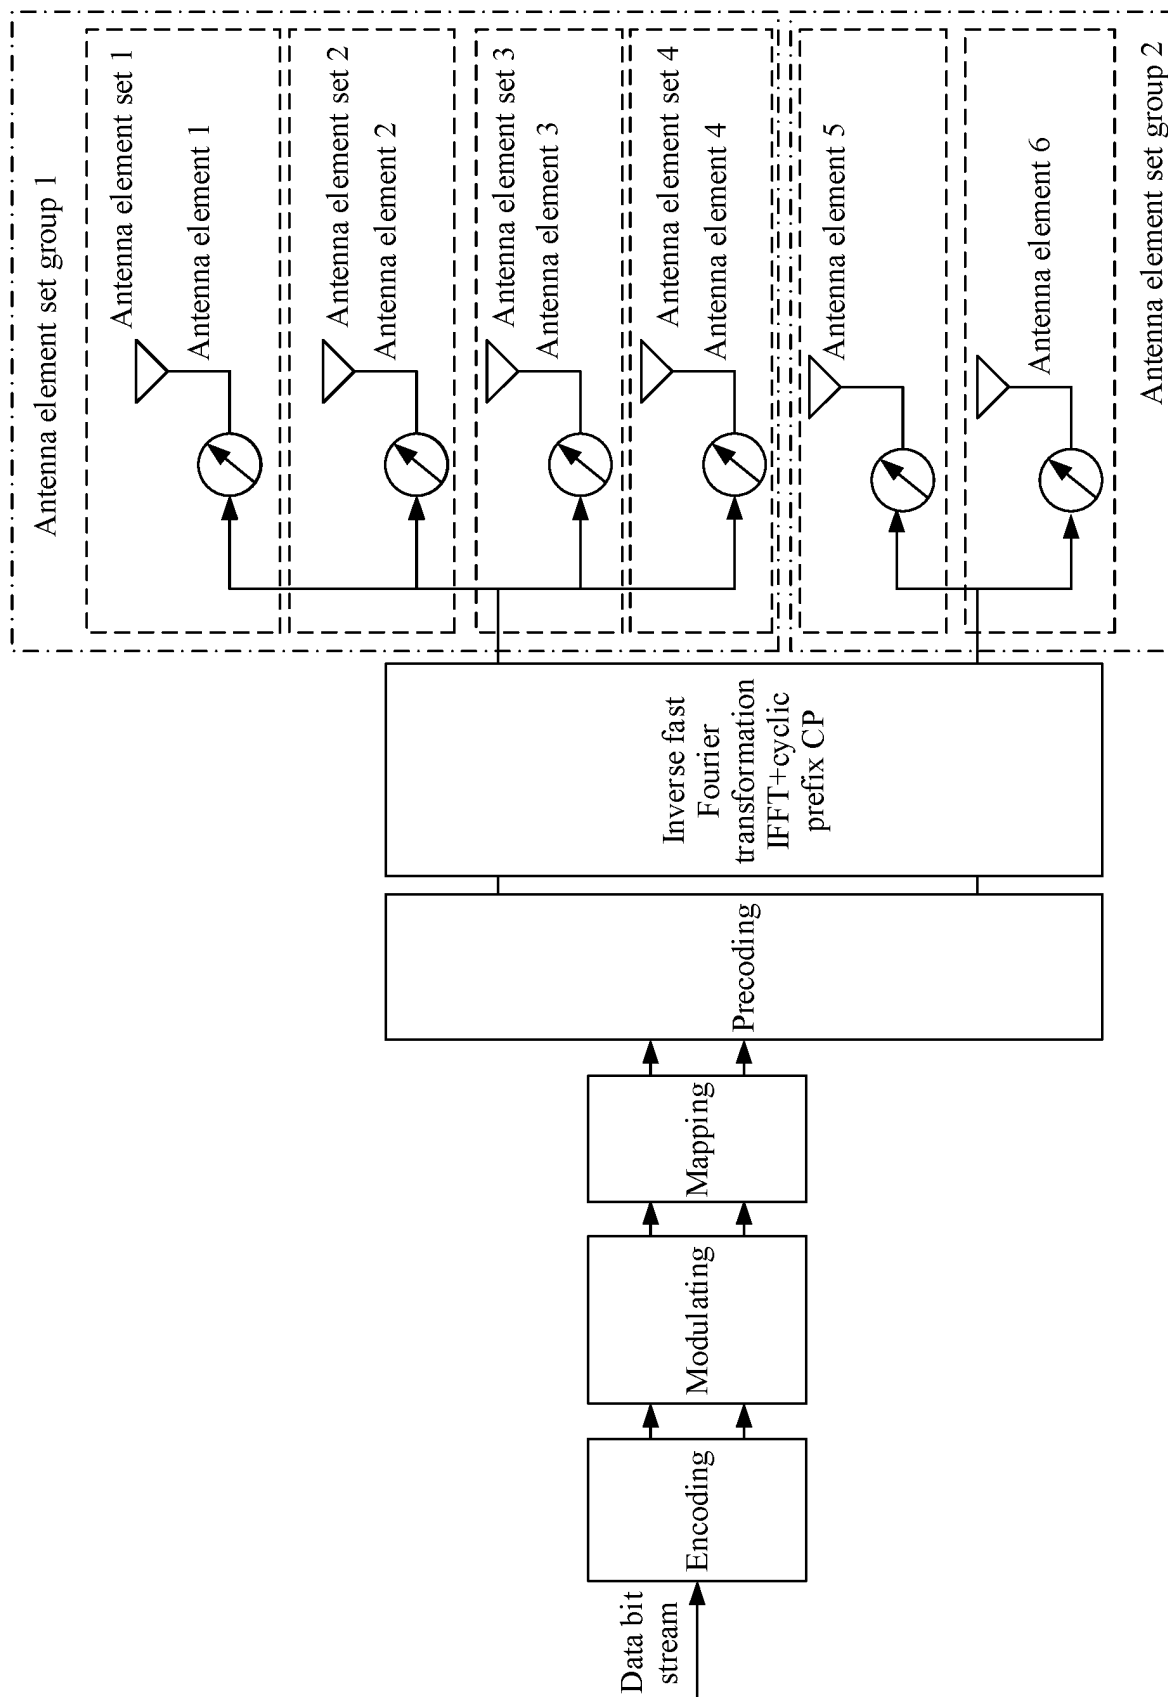 Data bit
stream
Encoding
Modulating
Mapping
Precoding
Inverse fast
Fourier
transformation
IFFT+cyclic
prefix CP
Antenna element set group 1
Antenna element set 1
Antenna element 1
Antenna element set 2
Antenna element 2
Antenna element set 3
Antenna element 3
Antenna element set 4
Antenna element 4
Antenna element 5
Antenna element 6
Antenna element set group 2